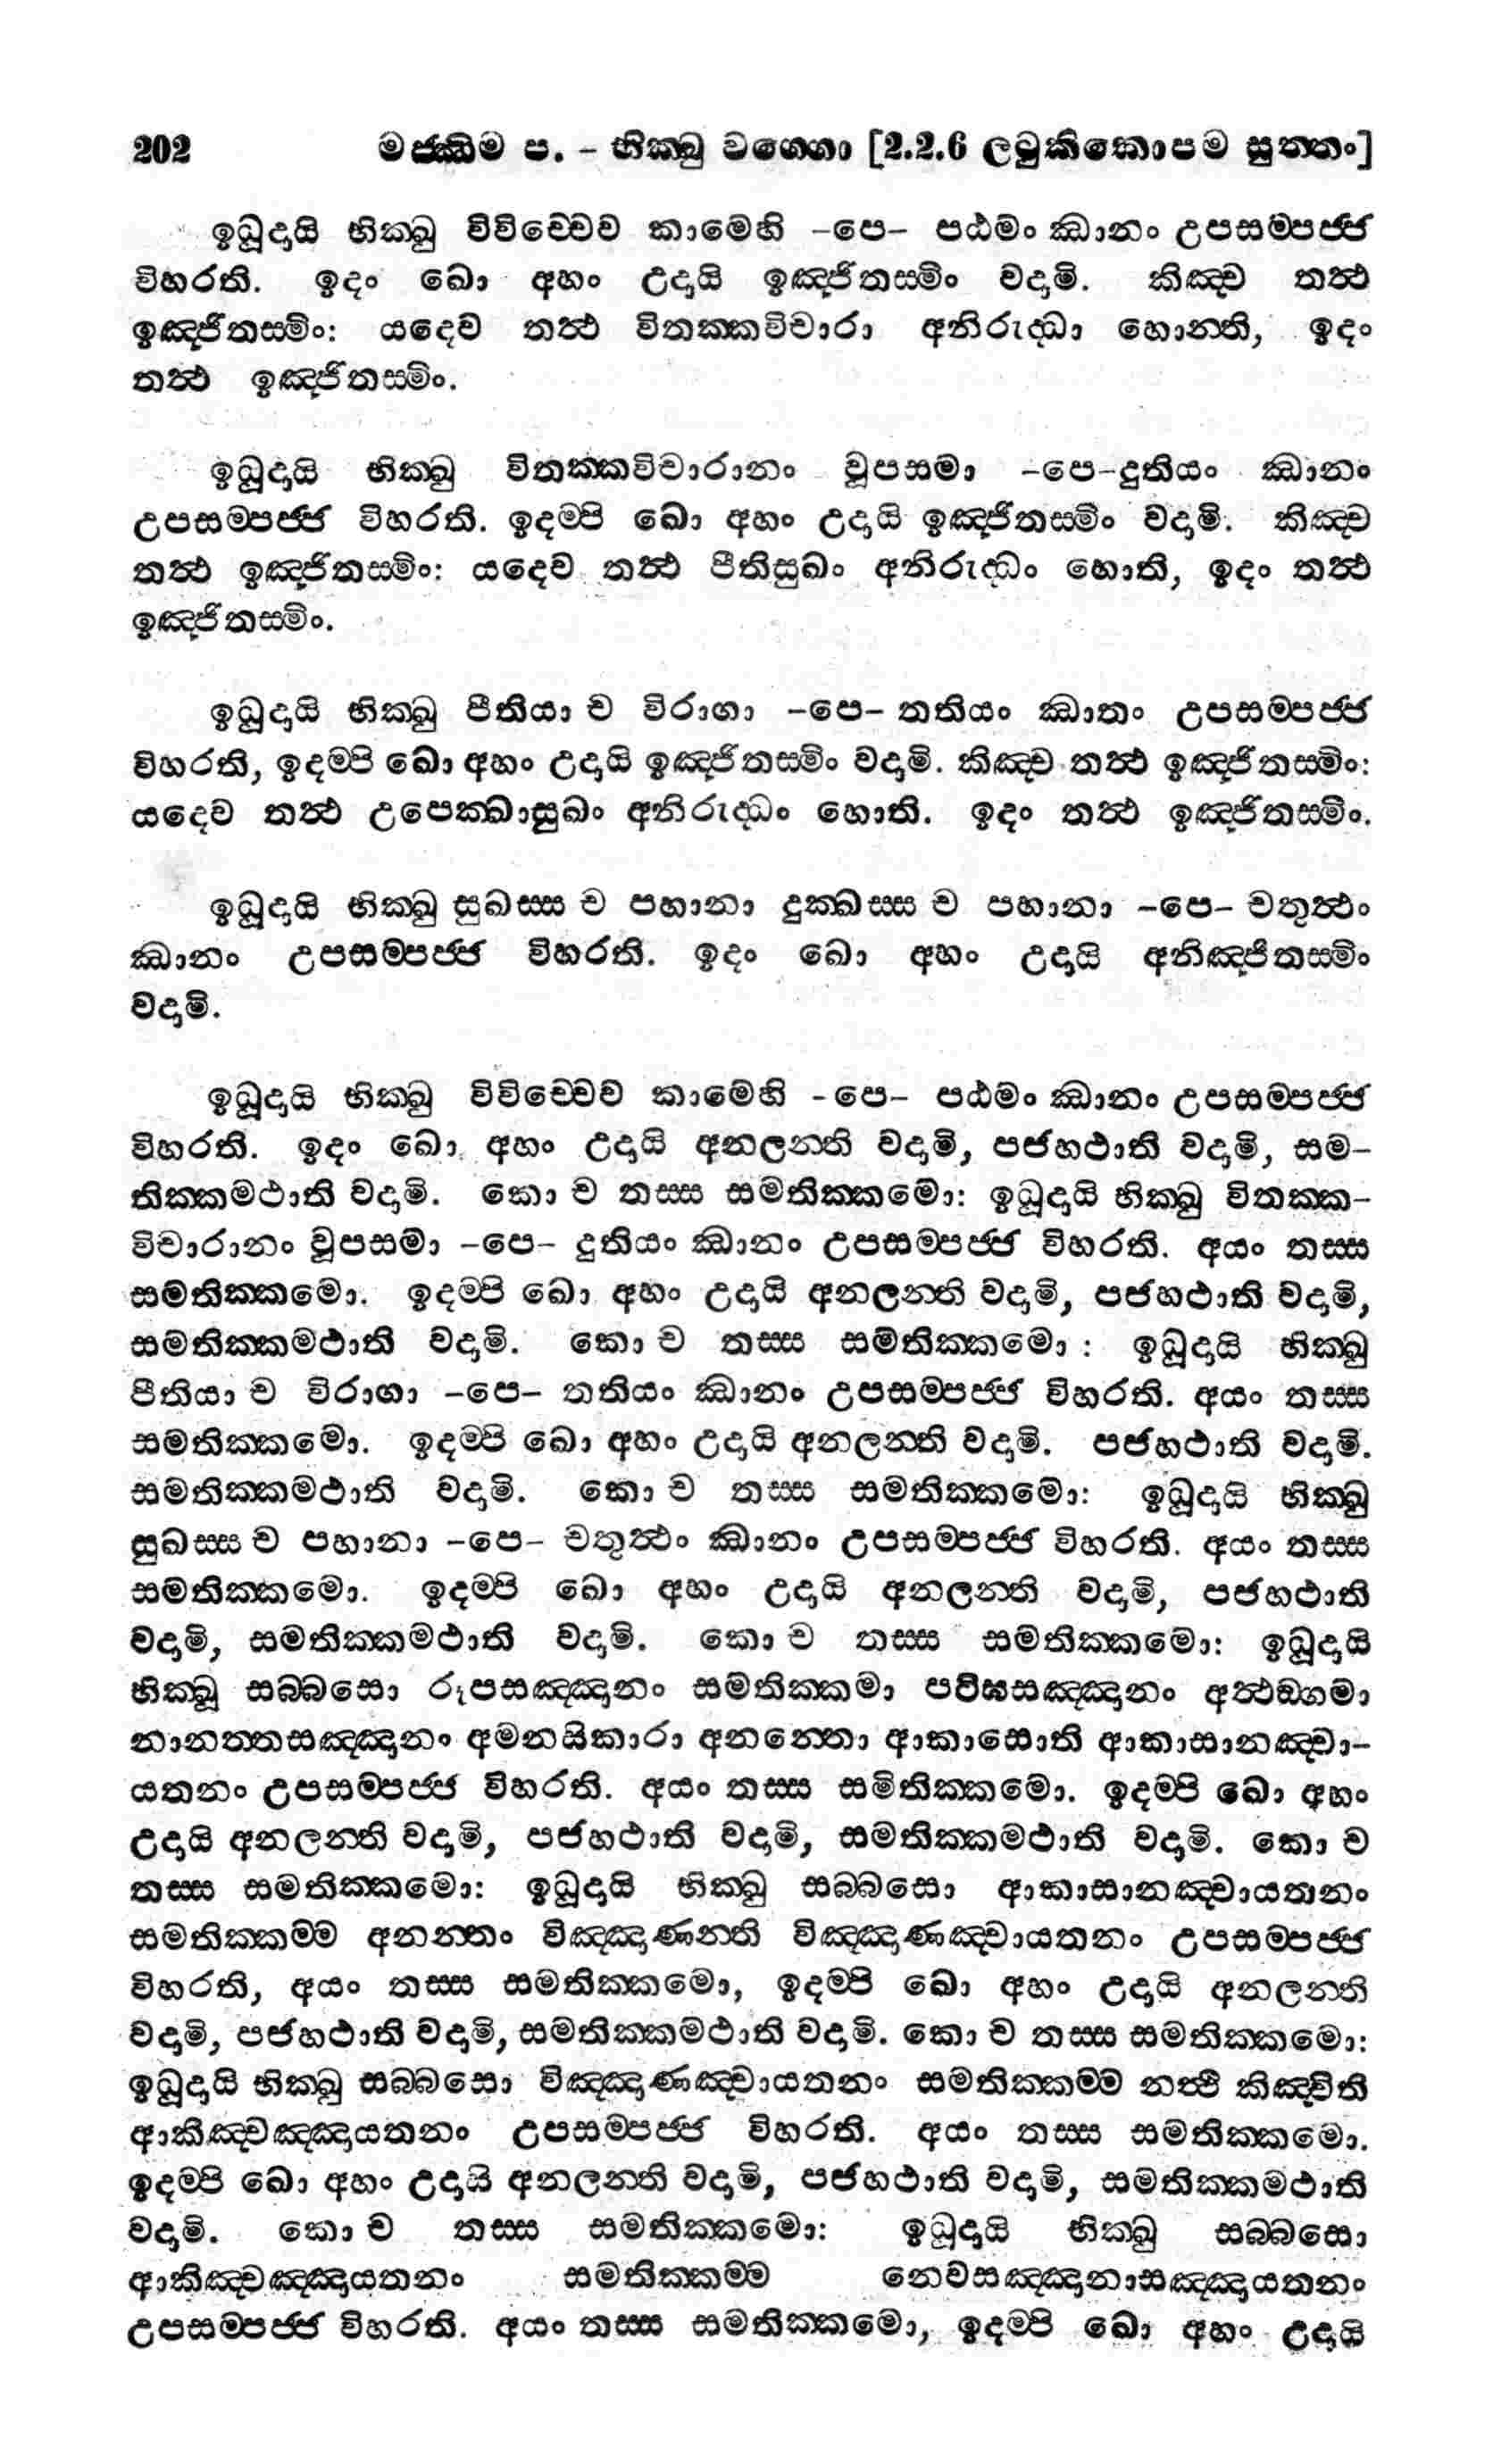 202 මජ්ඣිම ප. – භික්ඛු වග්ගො [2.2.6 ලටුකිකොපම සුත්තං]
ඉධූදායි භික්ඛු විවිච්චෙව කාමෙහි –පෙ– පඨමං ඣානං උපසම්පජ්ජ
විහරති. ඉදං ඛො අහං උදායි ඉඤ්ජිතස්මිං වදාමි. කිඤ්ච තත්ථ
ඉඤ්ජිතස්මිං: යදෙව තත්ථ විතක්කවිචාරා අනිරුද්ධා හොන්ති, ඉදං
තත්ථ ඉඤ්ජිතස්මිං.
ඉධූදායි භික්ඛු විතක්කවිචාරානං වූපසමා –පෙ–දුතියං ඣානං
උපසම්පජ්ජ විහරති. ඉදම්පි ඛො අහං උදායි ඉඤ්ජිතස්මිං වදාමි. කිඤ්ච
තත්ථ ඉඤ්ජිතස්මිං: යදෙව තත්ථ පීතිසුඛං අනිරුද්ධං හොති, ඉදං තත්ථ
ඉඤ්ජිතස්මිං.
ඉධූදායි භික්ඛු පීතියා ච විරාගා –පෙ– තතියං ඣානං උපසම්පජ්ජ
විහරති, ඉදම්පි ඛො අහං උදායි ඉඤ්ජිතස්මිං වදාමි. කිඤ්ච තත්ථ ඉඤ්ජිතස්මිං:
යදෙව තත්ථ උපෙක්ඛාසුඛං අනිරුද්ධං හොති. ඉදං තත්ථ ඉඤ්ජිතස්මිං.
ඉධූදායි භික්ඛු සුඛස්ස ච පහානා දුක්ඛස්ස ච පහානා –පෙ– චතුත්ථං
ඣානං උපසම්පජ්ජ විහරති. ඉදං ඛො අහං උදායි අනිඤ්ජිතස්මිං
වදාමි.
ඉධූදායි භික්ඛු විවිච්චෙව කාමෙහි -පෙ– පඨමං ඣානං උපසම්පජ්ජ
විහරති. ඉදං ඛො අහං උදායි අනලන්ති වදාමි, පජහථාති වදාමි, සම–
තික්කමථාති වදාමි. කො ච තස්ස සමතික්කමො: ඉධූදායි භික්ඛු විතක්ක–
විචාරානං වූපසමා –පෙ– දුතියං ඣානං උපසම්පජ්ජ විහරති. අයං තස්ස
සමතික්කමො. ඉදම්පි ඛො අහං උදායි අනලන්ති වදාමි, පජහථාති වදාමි,
සමතික්කමථාති වදාමි. කො ච තස්ස සමතික්කමො : ඉධූදායි භික්ඛු
පීතියා ච විරාගා –පෙ– තතියං ඣානං උපසම්පජ්ජ විහරති. අයං තස්ස
සමතික්කමො. ඉදම්පි ඛො අහං උදායි අනලන්ති වදාමි. පජහථාති වදාමි.
සමතික්කමථාති වදාමි. කො ච තස්ස සමතික්කමො: ඉධූදායි භික්ඛු
සුඛස්ස ච පහානා –පෙ– චතුත්ථං ඣානං උපසම්පජ්ජ විහරති. අයං තස්ස
සමතික්කමො. ඉදම්පි ඛො අහං උදායි අනලන්ති වදාමි, පජහථාති
වදාමි, සමතික්කමථාති වදාමි. කො ච තස්ස සමතික්කමො: ඉධූදායි
භික්ඛු සබ්බසො රූපසඤ්ඤානං සමතික්කමා පටිඝසඤ්ඤානං අත්ථඞ්ගමා
නානත්තසඤ්ඤානං අමනසිකාරා අනන්තො ආකාසොති ආකාසානඤ්චා–
යතනං උපසම්පජ්ජ විහරති. අයං තස්ස සමිතික්කමො. ඉදම්පි ඛො අහං
උදායි අනලන්ති වදාමි, පජහථාති වදාමි, සමතික්කමථාති වදාමි. කො ච
තස්ස සමතික්කමො: ඉධූදායි භික්ඛු සබ්බසො ආකාසානඤ්චායතනං
සමතික්කම්ම අනන්තං විඤ්ඤාණන්ති විඤ්ඤාණඤ්චායතනං උපසම්පජ්ජ
විහරති, අයං තස්ස සමතික්කමො, ඉදම්පි ඛො අහං උදායි අනලන්ති
වදාමි, පජහථාති වදාමි, සමතික්කමථාති වදාමි. කො ච තස්ස සමතික්කමො:
ඉධූදායි භික්ඛු සබ්බසො විඤ්ඤාණඤ්චායතනං සමතික්කම්ම නත්ථි කිඤ්චිති
ආකිඤ්චඤ්ඤායතනං උපසම්පජ්ජ විහරති. අයං තස්ස සමතික්කමො.
ඉදම්පි ඛො අහං උදායි අනලන්ති වදාමි, පජහථාති වදාමි, සමතික්කමථාති
වදාමි. කො ච තස්ස සමතික්කමො: ඉධූදායි භික්ඛු සබ්බසො
ආකිඤ්චඤ්ඤායතනං සමතික්කම්ම නෙවසඤ්ඤානාසඤ්ඤායතනං
උපසම්පජ්ජ විහරති. අයං තස්ස සමතික්කමො, ඉදම්පි ඛො අහං උදායි